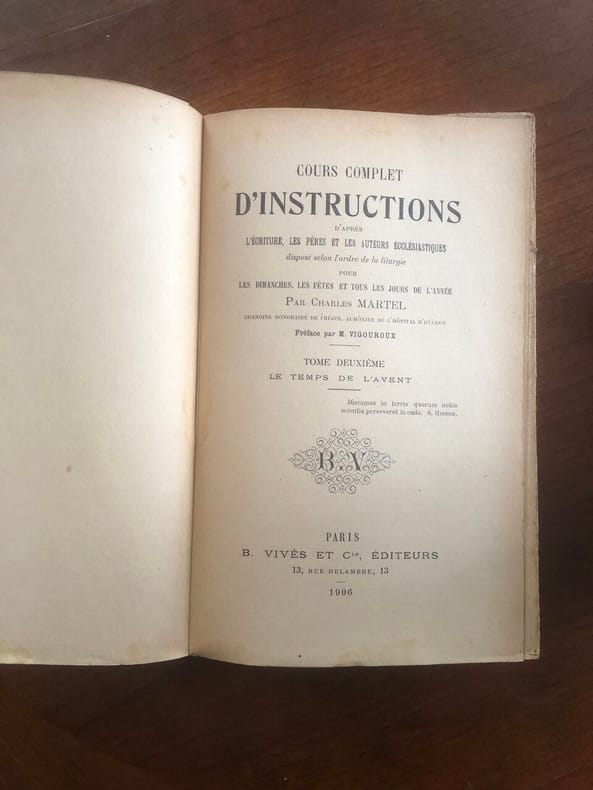 COURS COMPLET
D'INSTRUCTIONS
D'APRÈS
L'ÉCRITURE, LES PÈRES ET LES AUTEURS ECCLÉSIASTIQUES
disposé selon l'ordre de la liturgie
POUR
LES DIMANCHES, LES FÊTES ET TOUS LES JOURS DE L'ANNÉE
PAR CHARLES MARTEL
CHANOINE HONORAIRE DE FRÉJUS, AUMÔNIER DE L'HÔPITAL D'HYÈRES
Préface par M. VIGOUROUX
TOME DEUXIÈME
LE TEMPS DE L'AVENT
Discamus in terris quorum nobis
scientia perseveret in cœlo. S. HIERON.
B. V.
PARIS
B. VIVÈS ET Cie, ÉDITEURS
13, RUE DELAMBRE, 13
1906